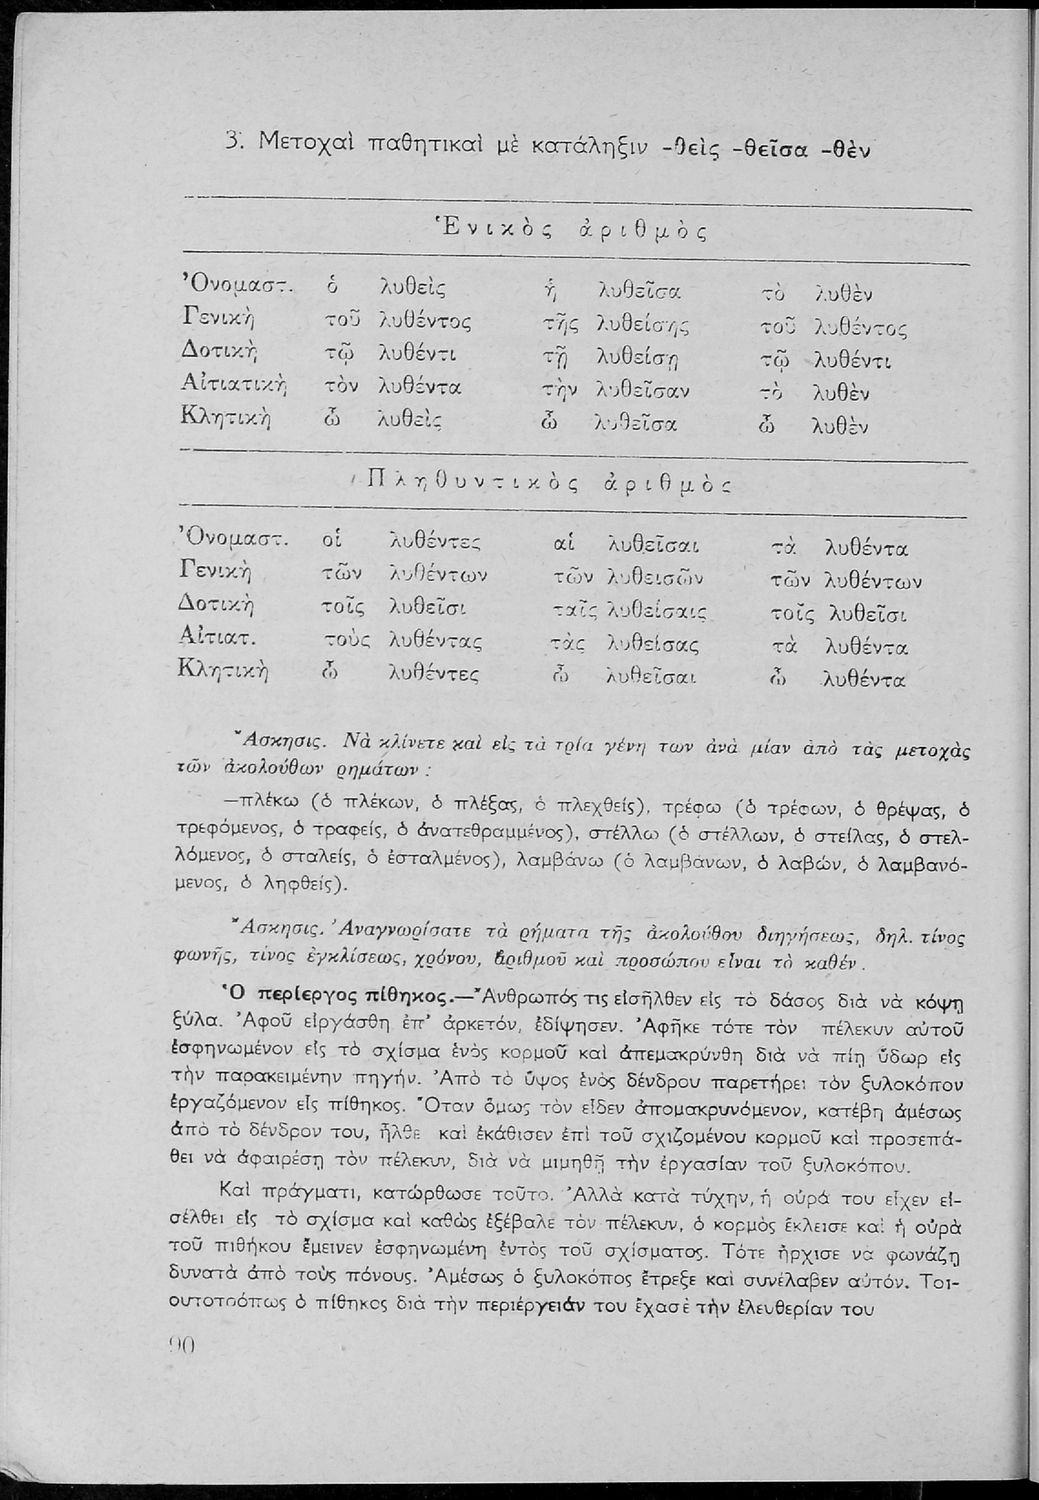 3. Μετοχαὶ παθητικαὶ μὲ κατάληξιν -θεὶς -θεῖσα -θὲν
Ἑνικὸς ἀριθμὸς
Ὀνομαστ. ὁ λυθεὶς ἡ λυθεῖσα τὸ λυθὲν
Γενικὴ τοῦ λυθέντος τῆς λυθείσης τοῦ λυθέντος
Δοτικὴ τῷ λυθέντι τῇ λυθείσῃ τῷ λυθέντι
Αἰτιατικὴ τὸν λυθέντα τὴν λυθεῖσαν τὸ λυθὲν
Κλητικὴ ὦ λυθεὶς ὦ λυθεῖσα ὦ λυθὲν
Πληθυντικὸς ἀριθμὸς
Ὀνομαστ. οἱ λυθέντες αἱ λυθεῖσαι τὰ λυθέντα
Γενικὴ τῶν λυθέντων τῶν λυθεισῶν τῶν λυθέντων
Δοτικὴ τοῖς λυθεῖσι ταῖς λυθείσαις τοῖς λυθεῖσι
Αἰτιατ. τοὺς λυθέντας τὰς λυθείσας τὰ λυθέντα
Κλητικὴ ὦ λυθέντες ὦ λυθεῖσαι ὦ λυθέντα
Ἄσκησις. Νὰ κλίνετε καὶ εἰς τὰ τρία γένη των ἀνὰ μίαν ἀπὸ τὰς μετοχὰς
τῶν ἀκολούθων ρημάτων :
—πλέκω (ὁ πλέκων, ὁ πλέξας, ὁ πλεχθείς), τρέφω (ὁ τρέφων, ὁ θρέψας, ὁ
τρεφόμενος, ὁ τραφείς, ὁ ἀνατεθραμμένος), στέλλω (ὁ στέλλων, ὁ στείλας, ὁ στελ-
λόμενος, ὁ σταλείς, ὁ ἐσταλμένος), λαμβάνω (ὁ λαμβάνων, ὁ λαβών, ὁ λαμβανό-
μενος, ὁ ληφθείς).
Ἄσκησις. Ἀναγνωρίσατε τὰ ρήματα τῆς ἀκολούθου διηγήσεως, δηλ. τίνος
φωνῆς, τίνος ἐγκλίσεως, χρόνου, ἀριθμοῦ καὶ προσώπου εἶναι τὸ καθέν.
Ὁ περίεργος πίθηκος.—Ἄνθρωπός τις εἰσῆλθεν εἰς τὸ δάσος διὰ νὰ κόψῃ
ξύλα. Ἀφοῦ εἰργάσθη ἐπ' ἀρκετόν, ἐδίψησεν. Ἀφῆκε τότε τὸν πέλεκυν αὐτοῦ
ἐσφηνωμένον εἰς τὸ σχίσμα ἑνὸς κορμοῦ καὶ ἀπεμακρύνθη διὰ νὰ πίῃ ὕδωρ εἰς
τὴν παρακειμένην πηγήν. Ἀπὸ τὸ ὕψος ἑνὸς δένδρου παρετήρει τὸν ξυλοκόπον
ἐργαζόμενον εἷς πίθηκος. Ὅταν ὅμως τὸν εἶδεν ἀπομακρυνόμενον, κατέβη ἀμέσως
ἀπὸ τὸ δένδρον του, ἦλθε καὶ ἐκάθισεν ἐπὶ τοῦ σχιζομένου κορμοῦ καὶ προσεπά-
θει νὰ ἀφαιρέσῃ τὸν πέλεκυν, διὰ νὰ μιμηθῇ τὴν ἐργασίαν τοῦ ξυλοκόπου.
Καὶ πράγματι, κατώρθωσε τοῦτο. Ἀλλὰ κατὰ τύχην, ἡ οὐρά του εἶχεν εἰ-
σέλθει εἰς τὸ σχίσμα καὶ καθὼς ἐξέβαλε τὸν πέλεκυν, ὁ κορμὸς ἔκλεισε καὶ ἡ οὐρὰ
τοῦ πιθήκου ἔμεινεν ἐσφηνωμένη ἐντὸς τοῦ σχίσματος. Τότε ἤρχισε νὰ φωνάζῃ
δυνατὰ ἀπὸ τοὺς πόνους. Ἀμέσως ὁ ξυλοκόπος ἔτρεξε καὶ συνέλαβεν αὐτόν. Τοι-
ουτοτρόπως ὁ πίθηκος διὰ τὴν περιέργειάν του ἔχασε τὴν ἐλευθερίαν του
90